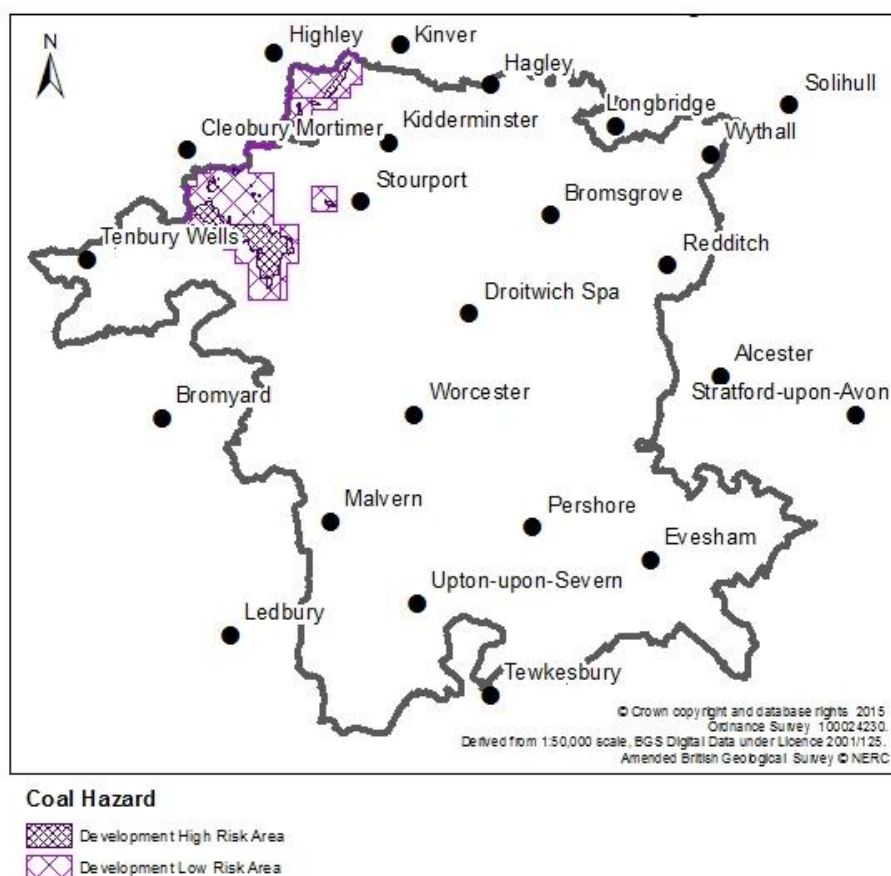 N
Highley
Kinver
Hagley
Solihull
Longbridge
Cleobury Mortimer
Kidderminster
Wythall
Stourport
Bromsgrove
Tenbury Wells
Redditch
Droitwich Spa
Alcester
Bromyard
Worcester
Stratford-upon-Avon
Malvern
Pershore
Evesham
Upton-upon-Severn
Ledbury
Tewkesbury
© Crown copyright and database rights 2015
Ordnance Survey 100024230.
Derived from 1:50,000 scale, BGS Digital Data under Licence 2001/125.
Amended British Geological Survey © NERC
Coal Hazard
Development High Risk Area
Development Low Risk Area